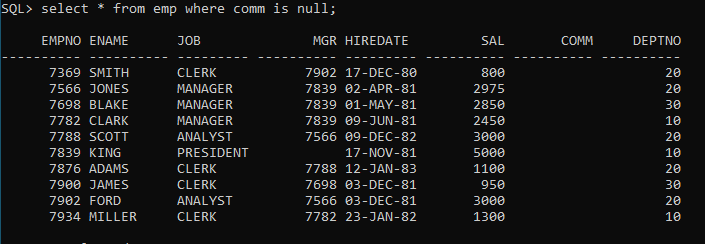 SQL> select * from emp where comm is null;
EMPNO ENAME JOB MGR HIREDATE SAL COMM DEPTNO
---------- ---------- --------- ---------- --------- ---------- ---------- ----------
7369 SMITH CLERK 7902 17-DEC-80 800 20
7566 JONES MANAGER 7839 02-APR-81 2975 20
7698 BLAKE MANAGER 7839 01-MAY-81 2850 30
7782 CLARK MANAGER 7839 09-JUN-81 2450 10
7788 SCOTT ANALYST 7566 09-DEC-82 3000 20
7839 KING PRESIDENT 17-NOV-81 5000 10
7876 ADAMS CLERK 7788 12-JAN-83 1100 20
7900 JAMES CLERK 7698 03-DEC-81 950 30
7902 FORD ANALYST 7566 03-DEC-81 3000 20
7934 MILLER CLERK 7782 23-JAN-82 1300 10